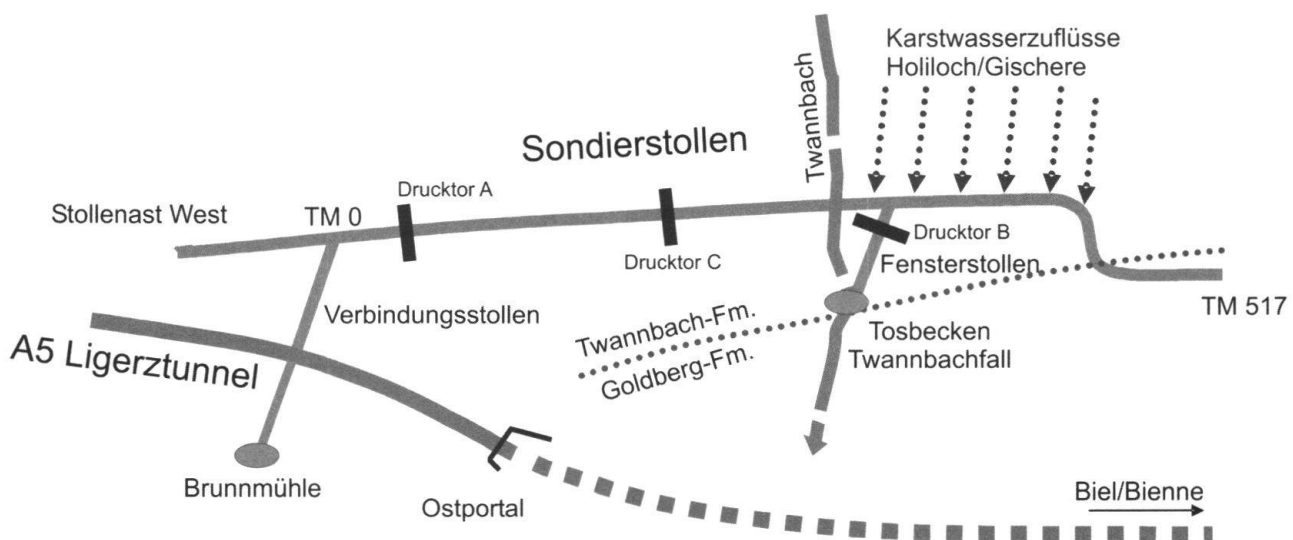 Karstwasserzuflüsse
Holiloch/Gischere
Twannbach
Sondierstollen
Drucktor A
Stollenast West
TM 0
Drucktor B
Drucktor C
Fensterstollen
TM 517
Verbindungsstollen
Twannbach-Fm.
Goldberg-Fm.
Tosbecken
Twannbachfall
A5 Ligerztunnel
Brunnmühle
Ostportal
Biel/Bienne